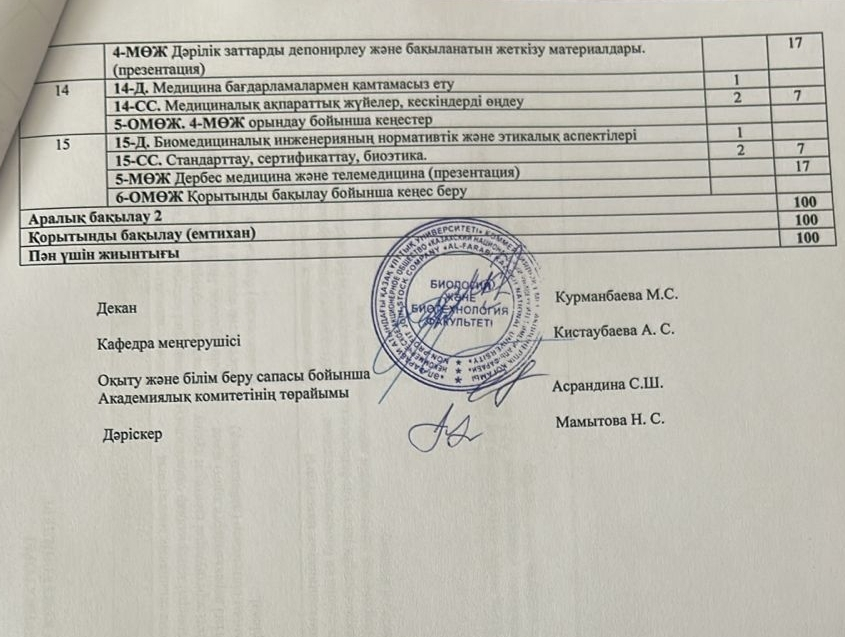 4-МӨЖ Дәрілік заттарды депонирлеу және бақыланатын жеткізу материалдары. 17
(презентация)
14 14-Д. Медицина бағдарламалармен қамтамасыз ету 1
14-СС. Медициналық ақпараттық жүйелер, кескіндерді өңдеу 2 7
5-ОМӨЖ. 4-МӨЖ орындау бойынша кеңестер
15 15-Д. Биомедициналық инженерияның нормативтік және этикалық аспектілері 1
15-СС. Стандарттау, сертификаттау, биоэтика. 2 7
5-МӨЖ Дербес медицина және телемедицина (презентация) 17
6-ОМӨЖ Қорытынды бақылау бойынша кеңес беру
Аралық бақылау 2 100
Қорытынды бақылау (емтихан) 100
Пән үшін жиынтығы 100
БИОЛОГИЯ
ЖӘНЕ
БИОТЕХНОЛОГИЯ
ФАКУЛЬТЕТІ
Декан Курманбаева М.С.
Кафедра меңгерушісі Кистаубаева А. С.
Оқыту және білім беру сапасы бойынша
Академиялық комитетінің төрайымы Асрандина С.Ш.
Дәріскер Мамытова Н. С.